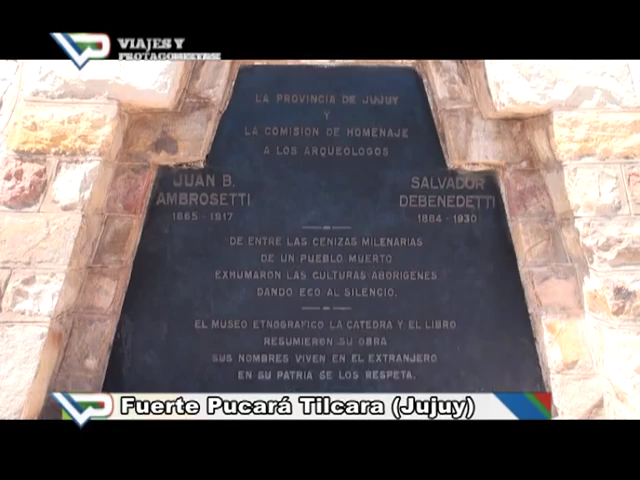 VIAJES Y
PROTAGONISTAS
LA PROVINCIA DE JUJUY
Y
LA COMISION DE HOMENAJE
A LOS ARQUEOLOGOS
JUAN B.
AMBROSETTI
1865 - 1917
SALVADOR
DEBENEDETTI
1884 - 1930
DE ENTRE LAS CENIZAS MILENARIAS
DE UN PUEBLO MUERTO
EXHUMARON LAS CULTURAS ABORIGENES
DANDO ECO AL SILENCIO.
EL MUSEO ETNOGRAFICO LA CATEDRA Y EL LIBRO
RESUMIERON SU OBRA
SUS NOMBRES VIVEN EN EL EXTRANJERO
EN SU PATRIA SE LOS RESPETA.
Fuerte Pucará Tilcara (Jujuy)